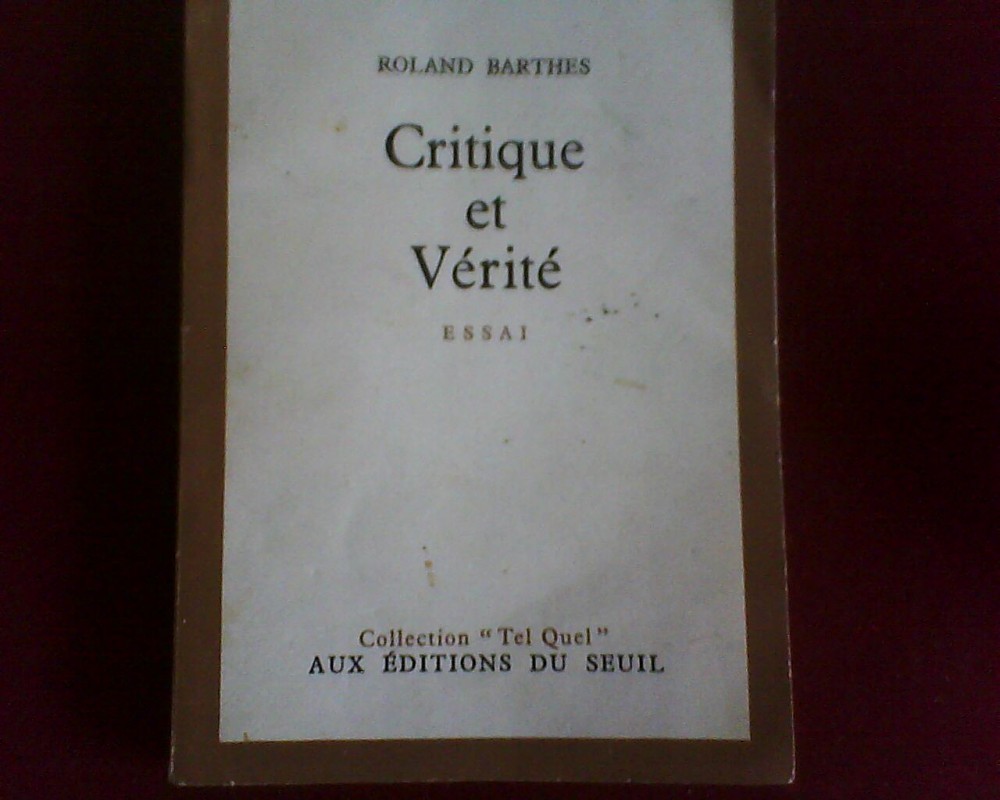 ROLAND BARTHES
Critique
et
Vérité
ESSAI
Collection "Tel Quel"
AUX ÉDITIONS DU SEUIL